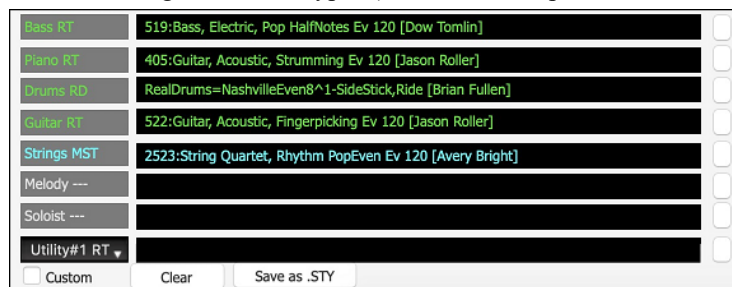 Bass RT 519:Bass, Electric, Pop HalfNotes Ev 120 [Dow Tomlin]
Piano RT 405:Guitar, Acoustic, Strumming Ev 120 [Jason Roller]
Drums RD RealDrums=NashvilleEven8^1-SideStick,Ride [Brian Fullen]
Guitar RT 522:Guitar, Acoustic, Fingerpicking Ev 120 [Jason Roller]
Strings MST 2523:String Quartet, Rhythm PopEven Ev 120 [Avery Bright]
Melody ---
Soloist ---
Utility#1 RT
Custom Clear Save as .STY